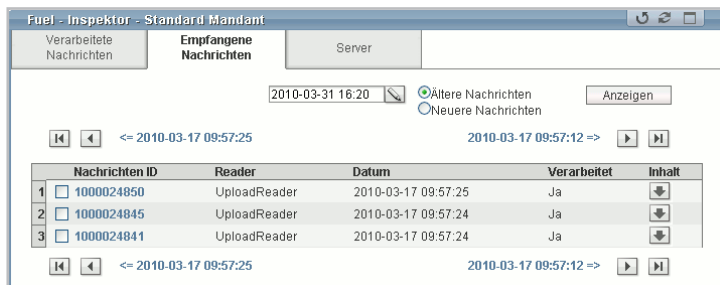 Fuel - Inspektor - Standard Mandant
Verarbeitete Nachrichten
Empfangene Nachrichten
Server
2010-03-31 16:20
Ältere Nachrichten
Neuere Nachrichten
Anzeigen
<= 2010-03-17 09:57:25 2010-03-17 09:57:12 =>
Nachrichten ID Reader Datum Verarbeitet Inhalt
1 1000024850 UploadReader 2010-03-17 09:57:25 Ja
2 1000024845 UploadReader 2010-03-17 09:57:24 Ja
3 1000024841 UploadReader 2010-03-17 09:57:24 Ja
<= 2010-03-17 09:57:25 2010-03-17 09:57:12 =>